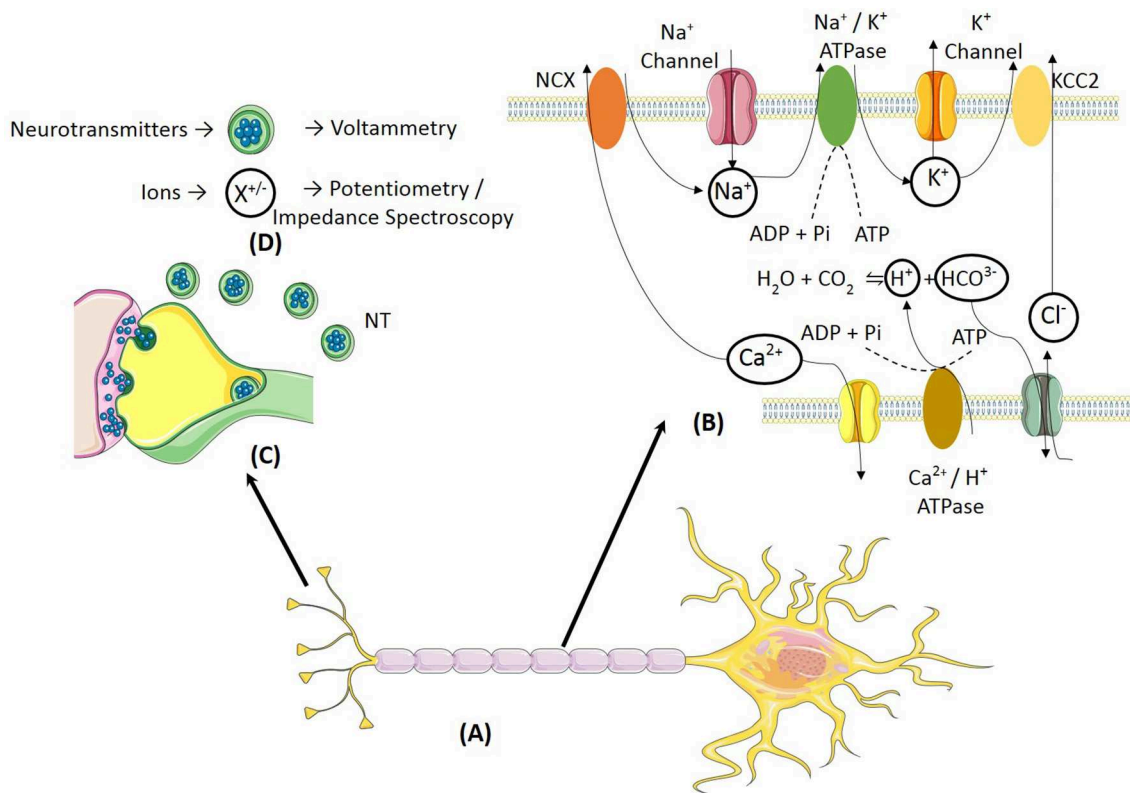 Neurotransmitters → → Voltammetry
Ions → X⁺/⁻ → Potentiometry /
Impedance Spectroscopy
(D)
NT
(C)
NCX
Na⁺
Channel
Na⁺ / K⁺
ATPase
K⁺
Channel
KCC2
Na⁺
K⁺
ADP + Pi
ATP
H₂O + CO₂ ⇋ H⁺ + HCO³⁻
Cl⁻
Ca²⁺
ADP + Pi
ATP
(B)
Ca²⁺ / H⁺
ATPase
(A)